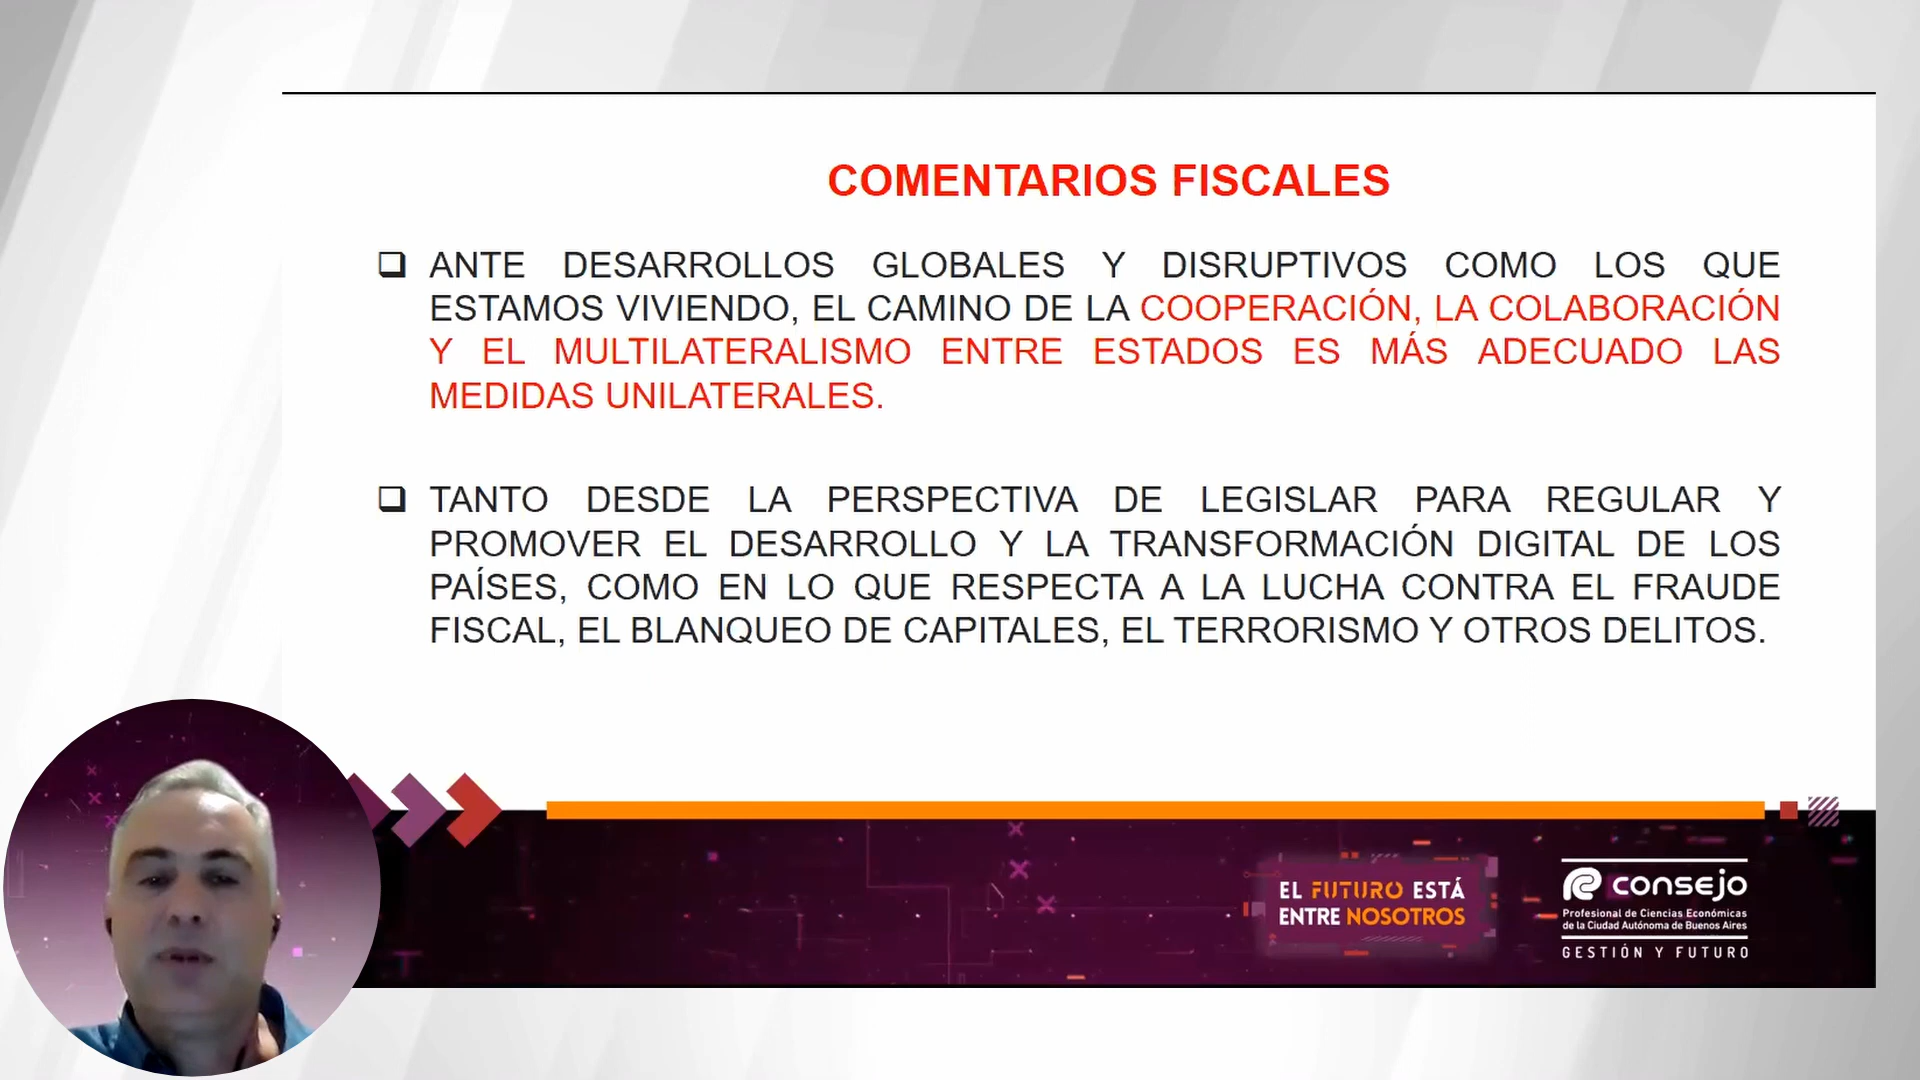 COMENTARIOS FISCALES
ANTE DESARROLLOS GLOBALES Y DISRUPTIVOS COMO LOS QUE
ESTAMOS VIVIENDO, EL CAMINO DE LA COOPERACIÓN, LA COLABORACIÓN
Y EL MULTILATERALISMO ENTRE ESTADOS ES MÁS ADECUADO LAS
MEDIDAS UNILATERALES.
TANTO DESDE LA PERSPECTIVA DE LEGISLAR PARA REGULAR Y
PROMOVER EL DESARROLLO Y LA TRANSFORMACIÓN DIGITAL DE LOS
PAÍSES, COMO EN LO QUE RESPECTA A LA LUCHA CONTRA EL FRAUDE
FISCAL, EL BLANQUEO DE CAPITALES, EL TERRORISMO Y OTROS DELITOS.
EL FUTURO ESTÁ
ENTRE NOSOTROS
consejo
Profesional de Ciencias Económicas
de la Ciudad Autónoma de Buenos Aires
GESTIÓN Y FUTURO